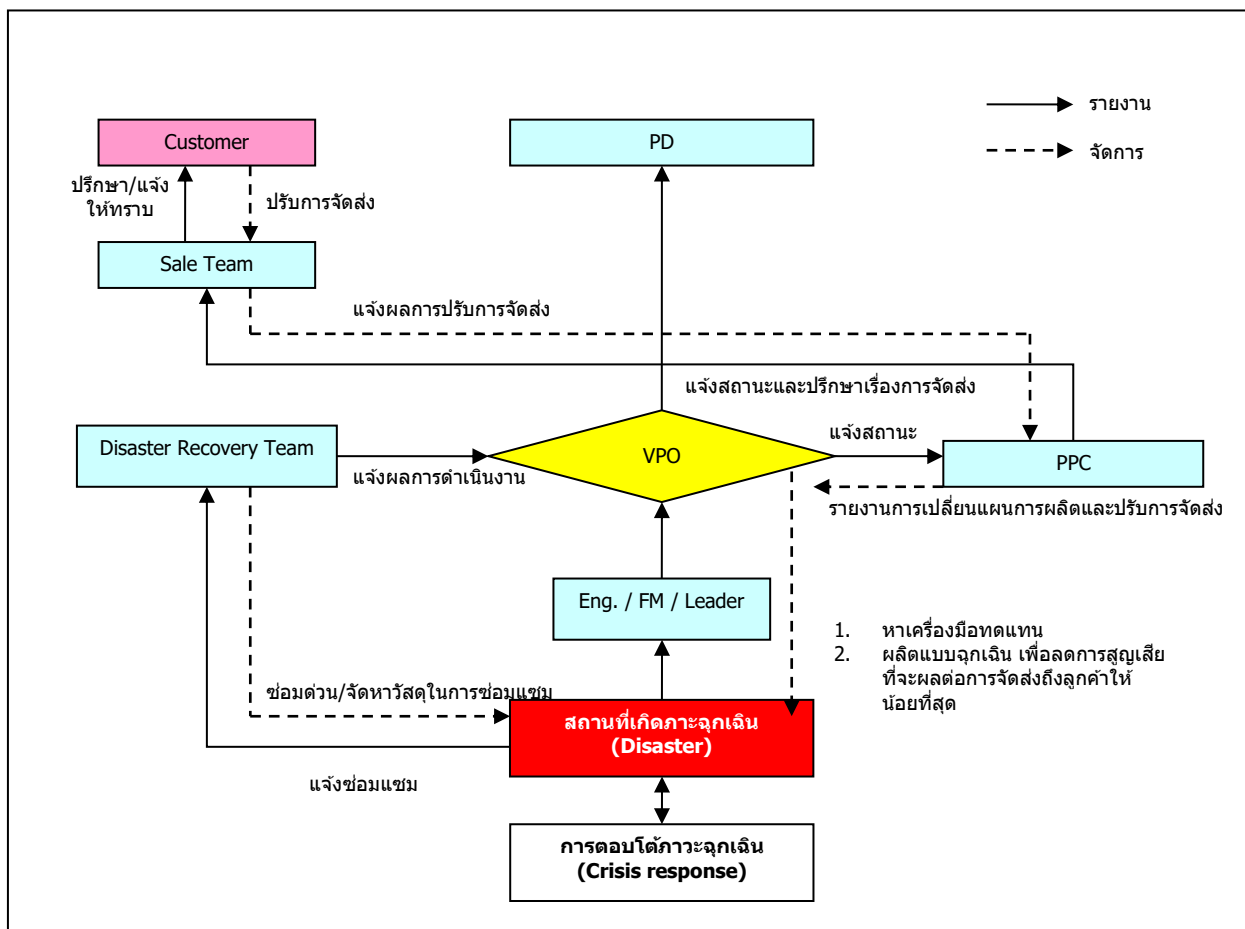 รายงาน
จัดการ
Customer
PD
ปรึกษา/แจ้ง
ให้ทราบ
ปรับการจัดส่ง
Sale Team
แจ้งผลการปรับการจัดส่ง
แจ้งสถานะและปรึกษาเรื่องการจัดส่ง
Disaster Recovery Team
แจ้งผลการดำเนินงาน
VPO
แจ้งสถานะ
PPC
รายงานการเปลี่ยนแผนการผลิตและปรับการจัดส่ง
Eng. / FM / Leader
1. หาเครื่องมือทดแทน
2. ผลิตแบบฉุกเฉิน เพื่อลดการสูญเสีย
ที่จะผลต่อการจัดส่งถึงลูกค้าให้
น้อยที่สุด
ซ่อมด่วน/จัดหาวัสดุในการซ่อมแซม
สถานที่เกิดภาะฉุกเฉิน
(Disaster)
แจ้งซ่อมแซม
การตอบโต้ภาวะฉุกเฉิน
(Crisis response)